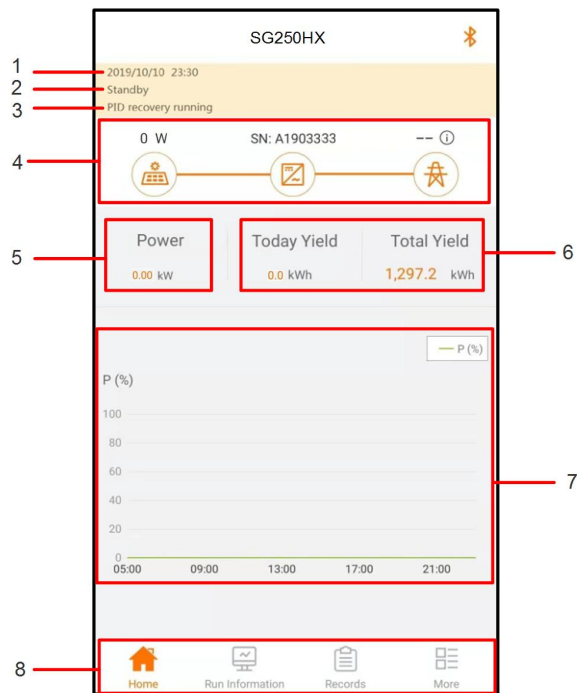 SG250HX
1
2019/10/10 23:30
2
Standby
3
PID recovery running
4
0 W SN: A1903333 --
5
Power Today Yield Total Yield
6
0.00 kW 0.0 kWh 1,297.2 kWh
P (%)
P (%)
100
80
60
7
40
20
0
05:00 09:00 13:00 17:00 21:00
8
Home Run Information Records More